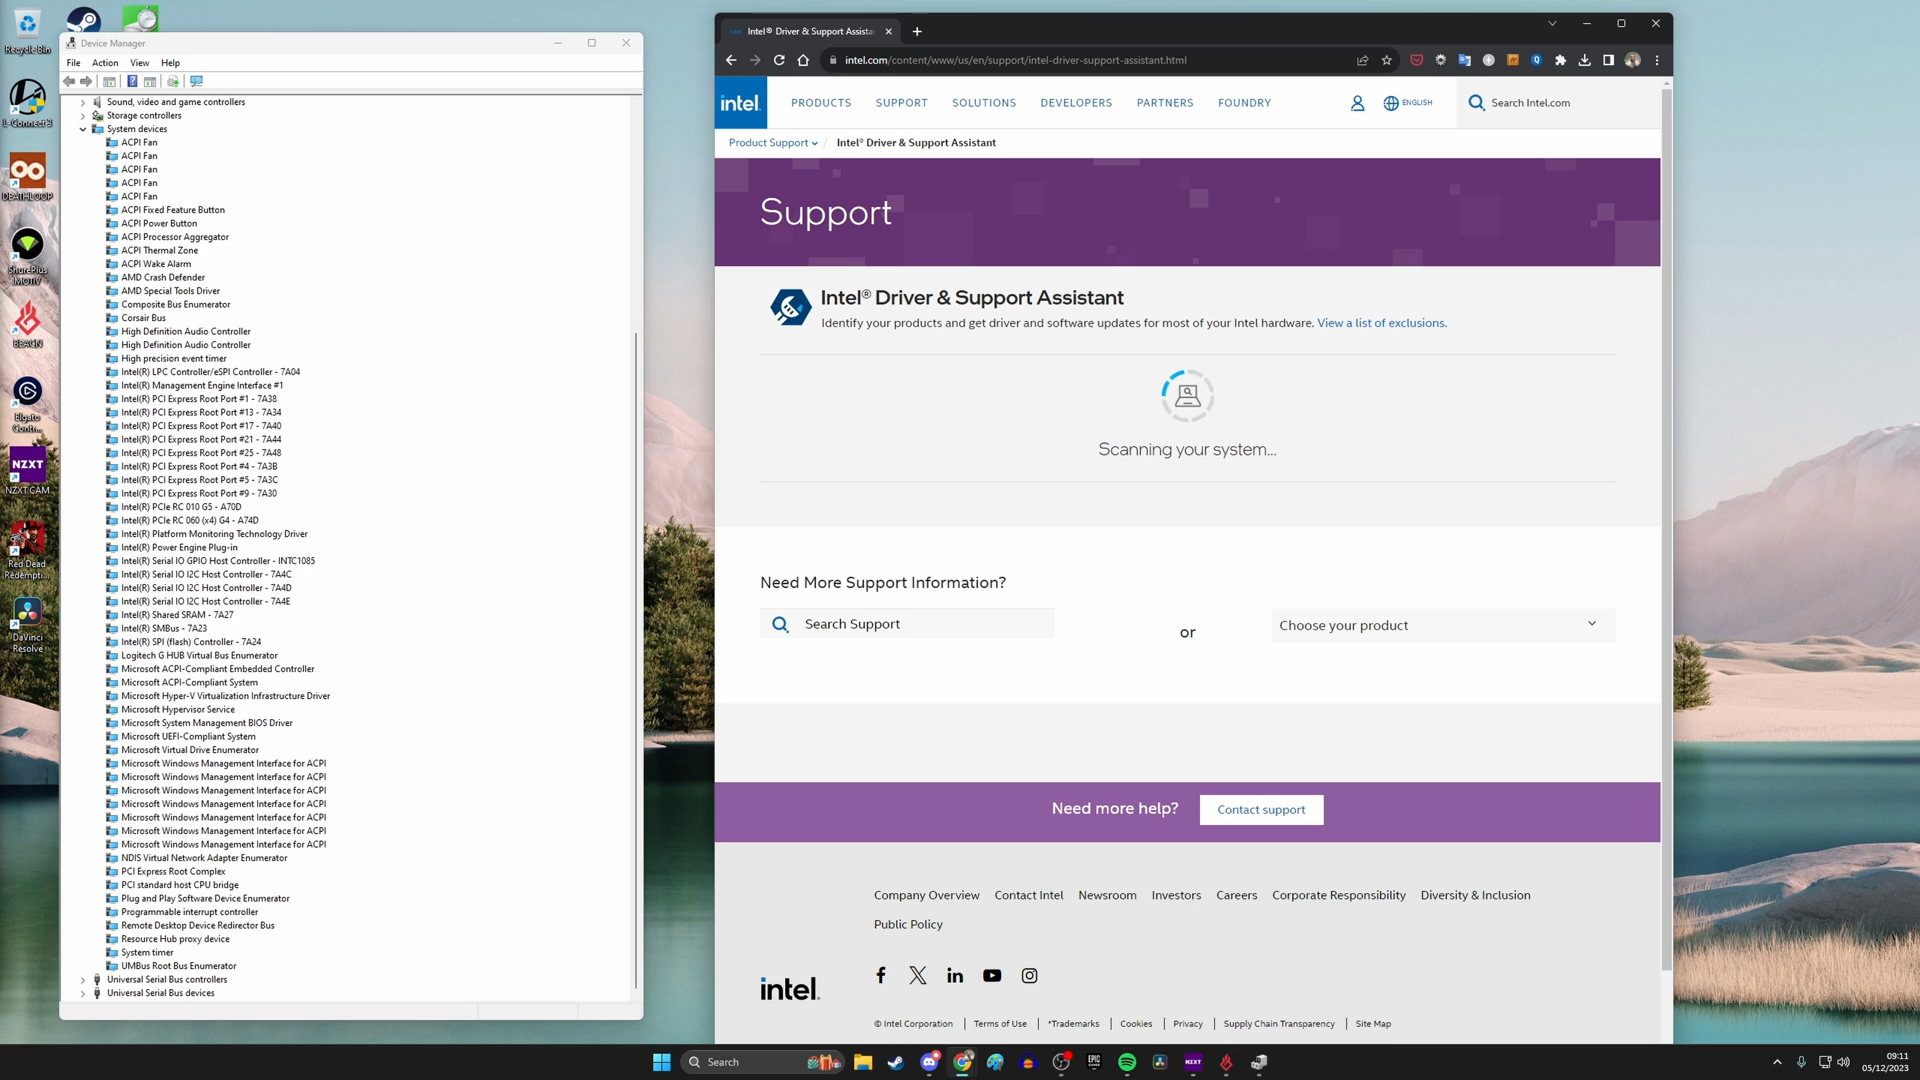 Recycle Bin
L-Connect 3
DEATHLOOP
ShurePlus
MOTIV
BEACN
Elgato
Contr...
NZXT
NZXT CAM
Red Dead
Redempti...
DaVinci
Resolve
Device Manager
File Action View Help
Sound, video and game controllers
Storage controllers
System devices
ACPI Fan
ACPI Fan
ACPI Fan
ACPI Fan
ACPI Fan
ACPI Fixed Feature Button
ACPI Power Button
ACPI Processor Aggregator
ACPI Thermal Zone
ACPI Wake Alarm
AMD Crash Defender
AMD Special Tools Driver
Composite Bus Enumerator
Corsair Bus
High Definition Audio Controller
High Definition Audio Controller
High precision event timer
Intel(R) LPC Controller/eSPI Controller - 7A04
Intel(R) Management Engine Interface #1
Intel(R) PCI Express Root Port #1 - 7A38
Intel(R) PCI Express Root Port #13 - 7A34
Intel(R) PCI Express Root Port #17 - 7A40
Intel(R) PCI Express Root Port #21 - 7A44
Intel(R) PCI Express Root Port #25 - 7A48
Intel(R) PCI Express Root Port #4 - 7A3B
Intel(R) PCI Express Root Port #5 - 7A3C
Intel(R) PCI Express Root Port #9 - 7A30
Intel(R) PCIe RC 010 G5 - A70D
Intel(R) PCIe RC 060 (x4) G4 - A74D
Intel(R) Platform Monitoring Technology Driver
Intel(R) Power Engine Plug-in
Intel(R) Serial IO GPIO Host Controller - INTC1085
Intel(R) Serial IO I2C Host Controller - 7A4C
Intel(R) Serial IO I2C Host Controller - 7A4D
Intel(R) Serial IO I2C Host Controller - 7A4E
Intel(R) Shared SRAM - 7A27
Intel(R) SMBus - 7A23
Intel(R) SPI (flash) Controller - 7A24
Logitech G HUB Virtual Bus Enumerator
Microsoft ACPI-Compliant Embedded Controller
Microsoft ACPI-Compliant System
Microsoft Hyper-V Virtualization Infrastructure Driver
Microsoft Hypervisor Service
Microsoft System Management BIOS Driver
Microsoft UEFI-Compliant System
Microsoft Virtual Drive Enumerator
Microsoft Windows Management Interface for ACPI
Microsoft Windows Management Interface for ACPI
Microsoft Windows Management Interface for ACPI
Microsoft Windows Management Interface for ACPI
Microsoft Windows Management Interface for ACPI
Microsoft Windows Management Interface for ACPI
Microsoft Windows Management Interface for ACPI
NDIS Virtual Network Adapter Enumerator
PCI Express Root Complex
PCI standard host CPU bridge
Plug and Play Software Device Enumerator
Programmable interrupt controller
Remote Desktop Device Redirector Bus
Resource Hub proxy device
System timer
UMBus Root Bus Enumerator
Universal Serial Bus controllers
Universal Serial Bus devices
Intel® Driver & Support Assista
intel.com/content/www/us/en/support/intel-driver-support-assistant.html
intel. PRODUCTS SUPPORT SOLUTIONS DEVELOPERS PARTNERS FOUNDRY ENGLISH Search Intel.com
Product Support / Intel® Driver & Support Assistant
Support
Intel® Driver & Support Assistant
Identify your products and get driver and software updates for most of your Intel hardware. View a list of exclusions.
Scanning your system...
Need More Support Information?
Search Support or Choose your product
Need more help? Contact support
Company Overview Contact Intel Newsroom Investors Careers Corporate Responsibility Diversity & Inclusion
Public Policy
intel.
© Intel Corporation Terms of Use *Trademarks Cookies Privacy Supply Chain Transparency Site Map
Search
EPIC
NZXT
09:11
05/12/2023